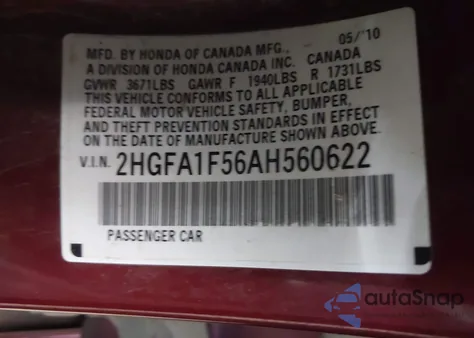 MFD. BY HONDA OF CANADA MFG., 05/'10
A DIVISION OF HONDA CANADA INC. CANADA
GVWR 3671LBS GAWR F 1940LBS R 1731LBS
THIS VEHICLE CONFORMS TO ALL APPLICABLE
FEDERAL MOTOR VEHICLE SAFETY, BUMPER,
AND THEFT PREVENTION STANDARDS IN EFFECT
ON THE DATE OF MANUFACTURE SHOWN ABOVE.
V.I.N. 2HGFA1F56AH560622
PASSENGER CAR
autoSnap